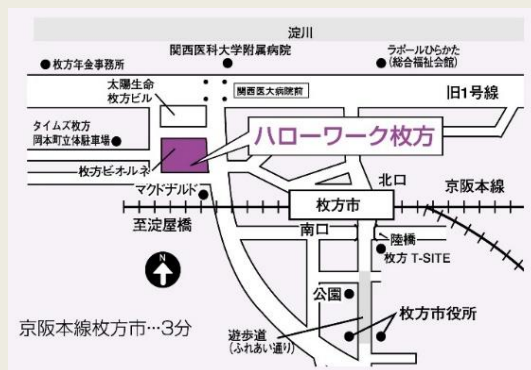 淀川
関西医科大学附属病院
ラポールひらかた
(総合福祉会館)
枚方年金事務所
太陽生命
枚方ビル
関西医大病院前
旧1号線
タイムズ枚方
岡本町立体駐車場
ハローワーク枚方
枚方ビオルネ
マクドナルド
北口
京阪本線
枚方市
至淀屋橋
南口
陸橋
枚方 T-SITE
N
公園
枚方市役所
京阪本線枚方市…3分
遊歩道
(ふれあい通り)